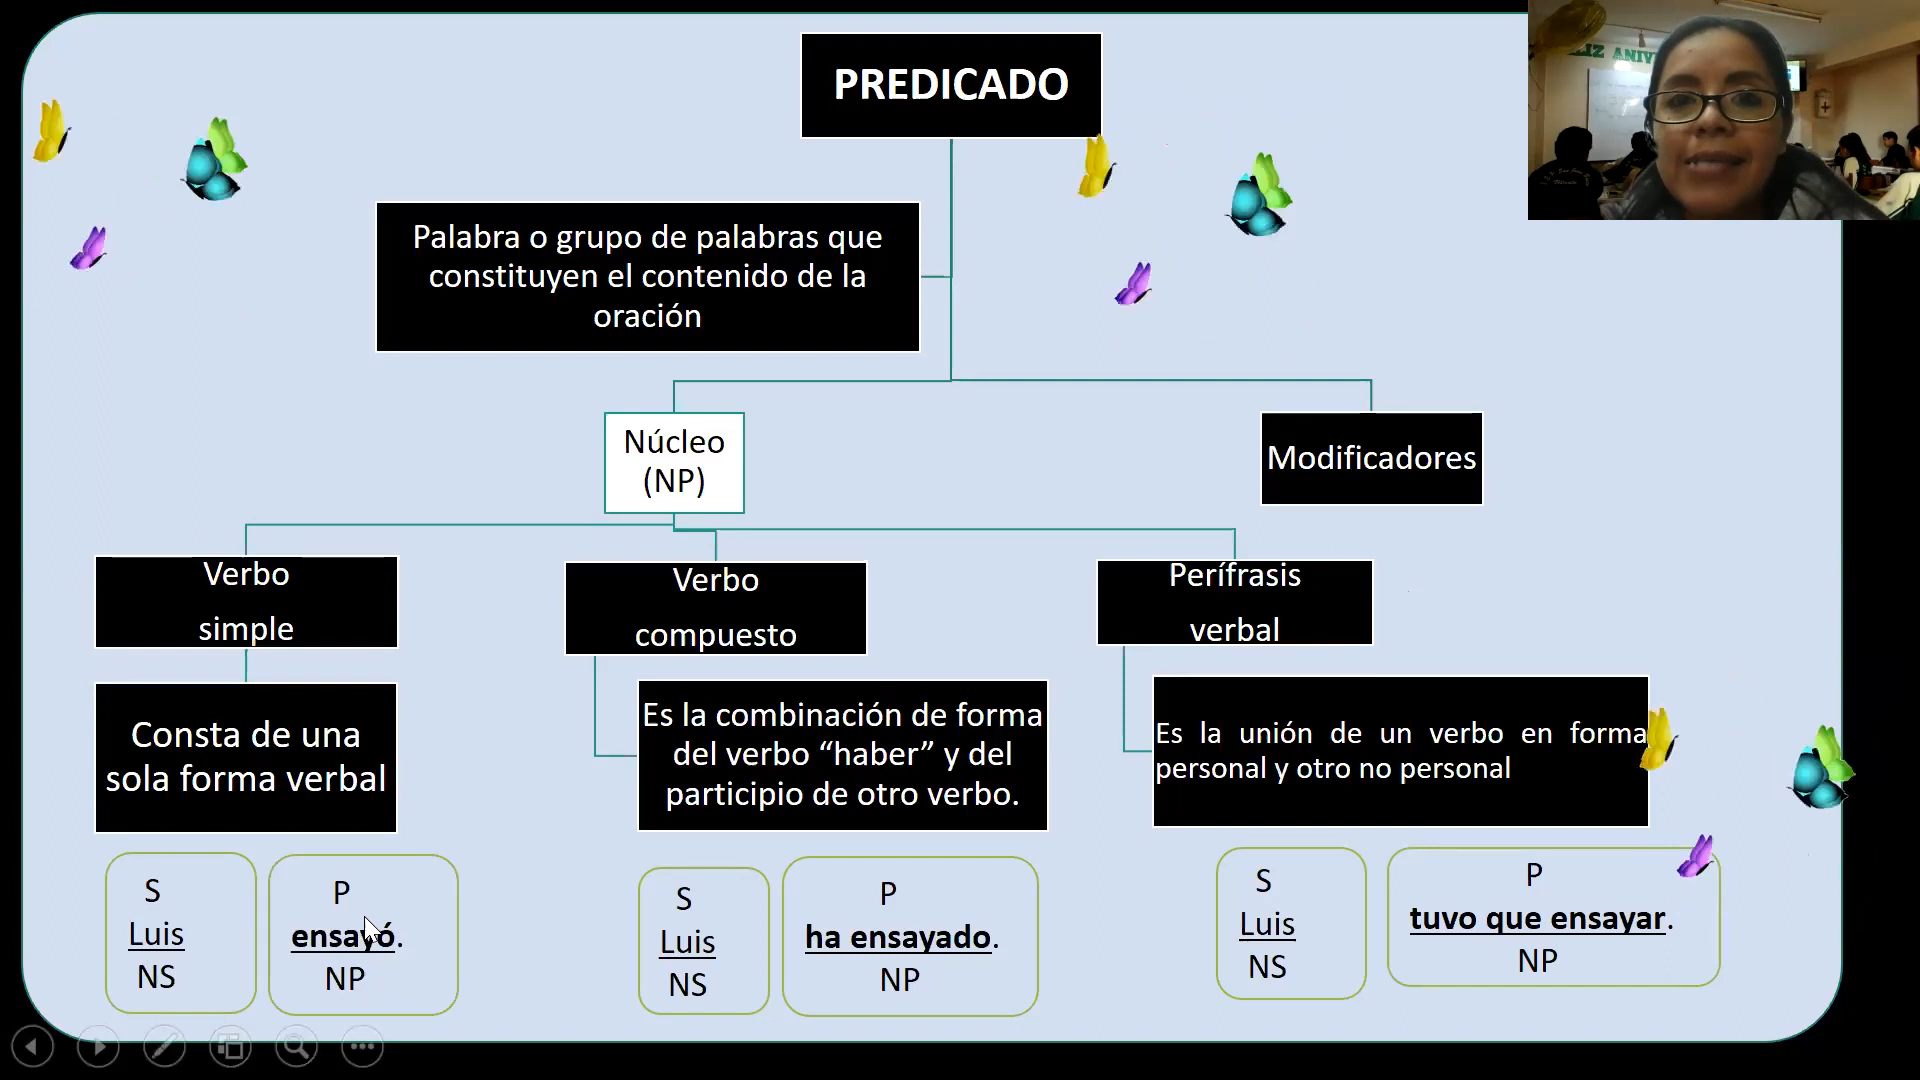 PREDICADO
Palabra o grupo de palabras que
constituyen el contenido de la
oración
Núcleo
(NP)
Modificadores
Verbo
simple
Verbo
compuesto
Perífrasis
verbal
Consta de una
sola forma verbal
Es la combinación de forma
del verbo “haber” y del
participio de otro verbo.
Es la unión de un verbo en forma
personal y otro no personal
S
Luis
NS
P
ensayó.
NP
S
Luis
NS
P
ha ensayado.
NP
S
Luis
NS
P
tuvo que ensayar.
NP